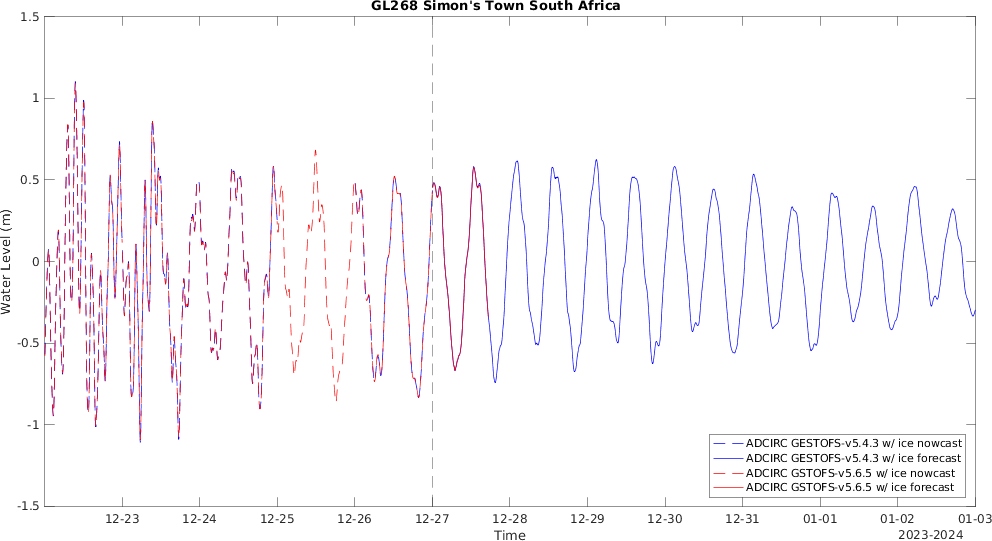 GL268 Simon's Town South Africa
1.5
1
0.5
0
-0.5
-1
-1.5
Water Level (m)
12-23 12-24 12-25 12-26 12-27 12-28 12-29 12-30 12-31 01-01 01-02 01-03
Time
2023-2024
ADCIRC GESTOFS-v5.4.3 w/ ice nowcast
ADCIRC GESTOFS-v5.4.3 w/ ice forecast
ADCIRC GSTOFS-v5.6.5 w/ ice nowcast
ADCIRC GSTOFS-v5.6.5 w/ ice forecast